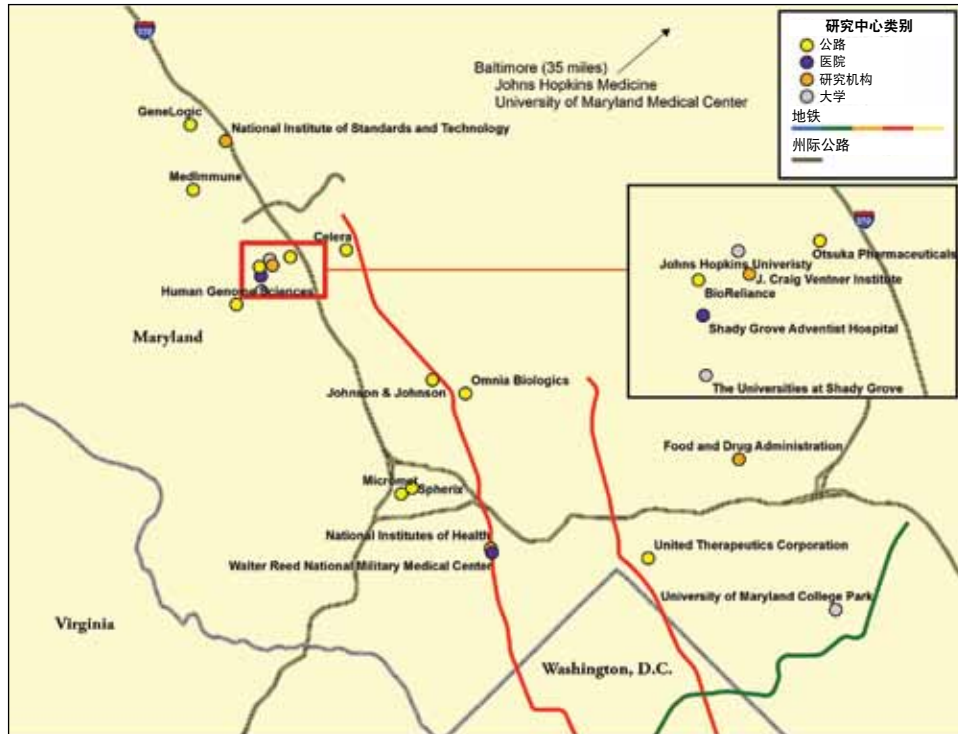 270
Baltimore (35 miles)
Johns Hopkins Medicine
University of Maryland Medical Center
研究中心类别
公路
医院
研究机构
大学
地铁
州际公路
GeneLogic
National Institute of Standards and Technology
MedImmune
Celera
Human Genome Sciences
Maryland
270
Otsuka Pharmaceuticals
Johns Hopkins Univeristy
J. Craig Ventner Institute
BioReliance
Shady Grove Adventist Hospital
The Universities at Shady Grove
Johnson & Johnson
Omnia Biologics
Food and Drug Administration
Micromet
Spherix
National Institutes of Health
Walter Reed National Military Medical Center
United Therapeutics Corporation
University of Maryland College Park
Virginia
Washington, D.C.